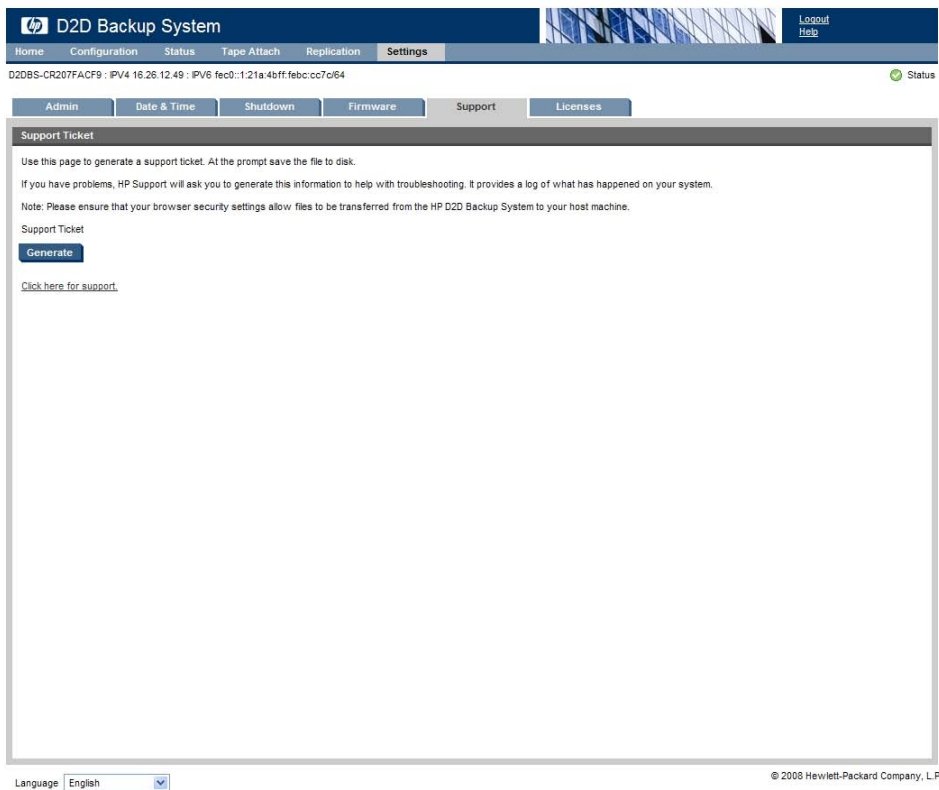 hp D2D Backup System
Logout
Help
Home Configuration Status Tape Attach Replication Settings
D2DBS-CR207FACF9 : IPV4 16.26.12.49 : IPV6 fec0::1:21a:4bff:febc:cc7c/64 Status
Admin Date & Time Shutdown Firmware Support Licenses
Support Ticket
Use this page to generate a support ticket. At the prompt save the file to disk.
If you have problems, HP Support will ask you to generate this information to help with troubleshooting. It provides a log of what has happened on your system.
Note: Please ensure that your browser security settings allow files to be transferred from the HP D2D Backup System to your host machine.
Support Ticket
Generate
Click here for support.
Language English
© 2008 Hewlett-Packard Company, L.P